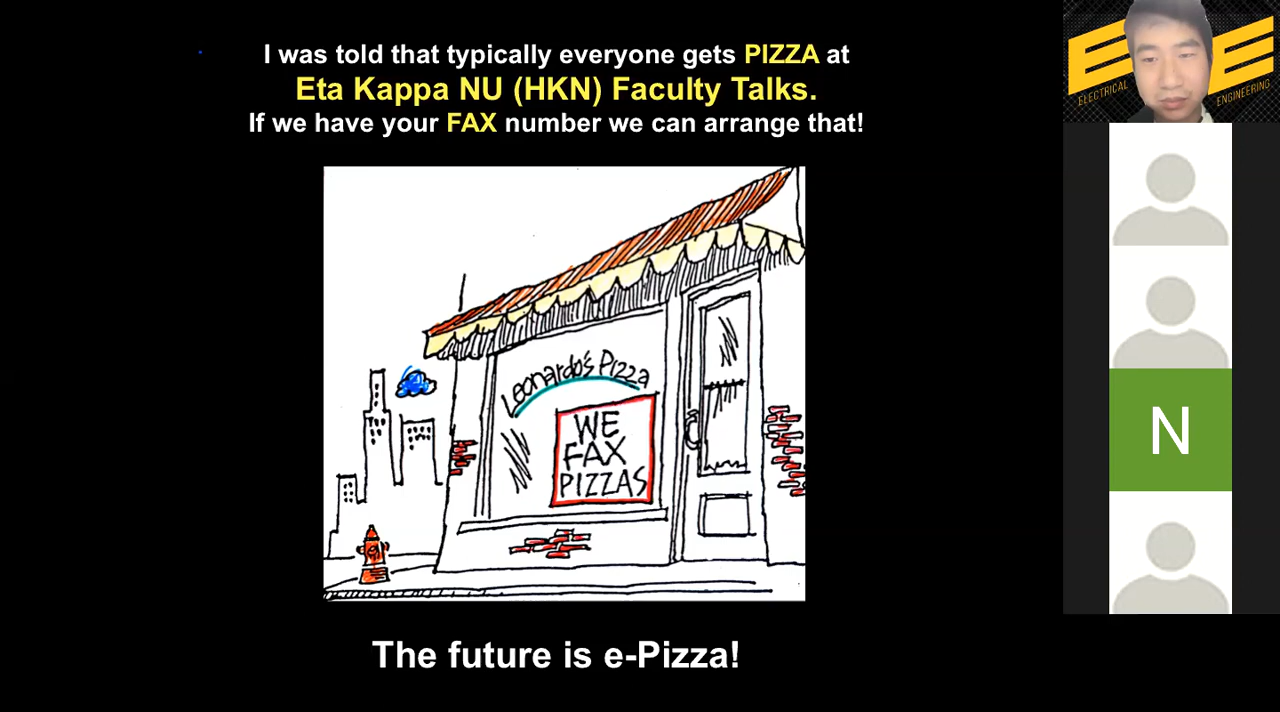 I was told that typically everyone gets PIZZA at
Eta Kappa NU (HKN) Faculty Talks.
If we have your FAX number we can arrange that!
Leonardo's Pizza
WE
FAX
PIZZAS
The future is e-Pizza!
ELECTRICAL
ENGINEERING
N